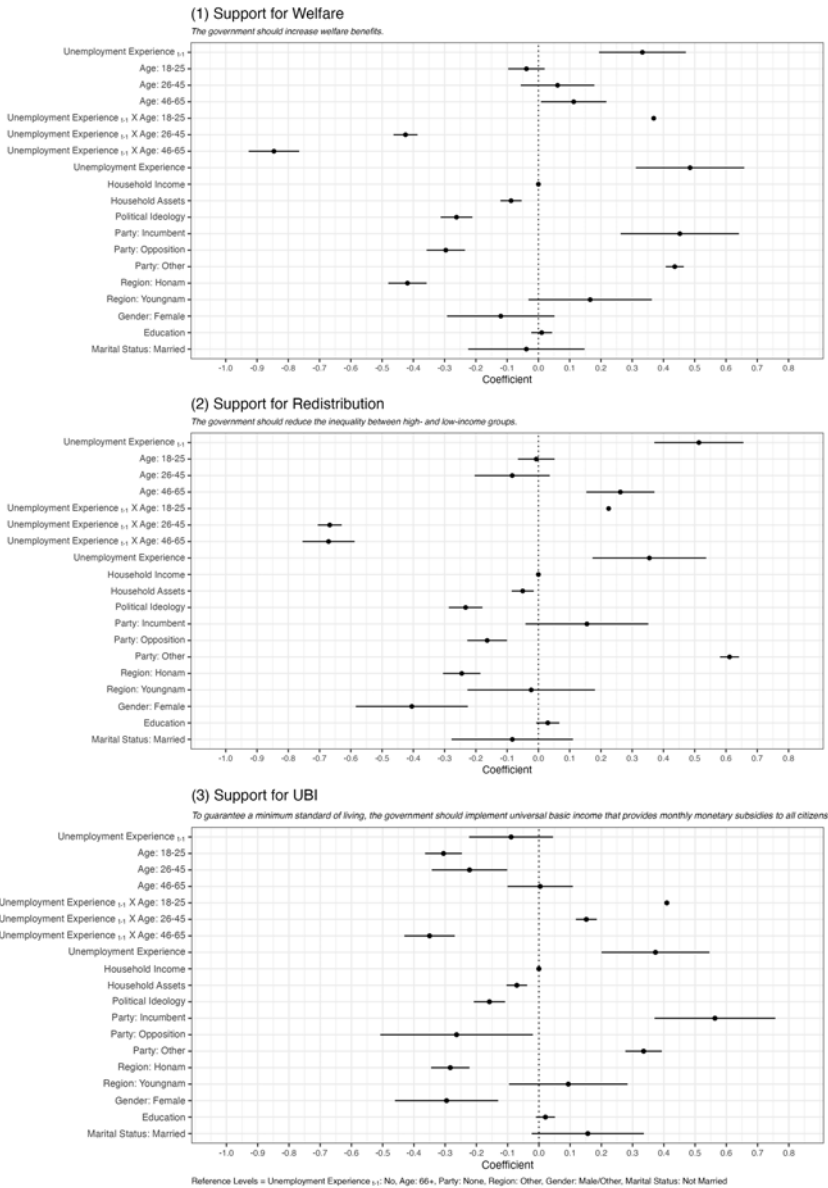 (1) Support for Welfare
The government should increase welfare benefits.
Unemployment Experience t-1
Age: 18-25
Age: 26-45
Age: 46-65
Unemployment Experience t-1 X Age: 18-25
Unemployment Experience t-1 X Age: 26-45
Unemployment Experience t-1 X Age: 46-65
Unemployment Experience
Household Income
Household Assets
Political Ideology
Party: Incumbent
Party: Opposition
Party: Other
Region: Honam
Region: Youngnam
Gender: Female
Education
Marital Status: Married
-1.0 -0.9 -0.8 -0.7 -0.6 -0.5 -0.4 -0.3 -0.2 -0.1 0.0 0.1 0.2 0.3 0.4 0.5 0.6 0.7 0.8
Coefficient
(2) Support for Redistribution
The government should reduce the inequality between high- and low-income groups.
Unemployment Experience t-1
Age: 18-25
Age: 26-45
Age: 46-65
Unemployment Experience t-1 X Age: 18-25
Unemployment Experience t-1 X Age: 26-45
Unemployment Experience t-1 X Age: 46-65
Unemployment Experience
Household Income
Household Assets
Political Ideology
Party: Incumbent
Party: Opposition
Party: Other
Region: Honam
Region: Youngnam
Gender: Female
Education
Marital Status: Married
-1.0 -0.9 -0.8 -0.7 -0.6 -0.5 -0.4 -0.3 -0.2 -0.1 0.0 0.1 0.2 0.3 0.4 0.5 0.6 0.7 0.8
Coefficient
(3) Support for UBI
To guarantee a minimum standard of living, the government should implement universal basic income that provides monthly monetary subsidies to all citizens
Unemployment Experience t-1
Age: 18-25
Age: 26-45
Age: 46-65
Unemployment Experience t-1 X Age: 18-25
Unemployment Experience t-1 X Age: 26-45
Unemployment Experience t-1 X Age: 46-65
Unemployment Experience
Household Income
Household Assets
Political Ideology
Party: Incumbent
Party: Opposition
Party: Other
Region: Honam
Region: Youngnam
Gender: Female
Education
Marital Status: Married
-1.0 -0.9 -0.8 -0.7 -0.6 -0.5 -0.4 -0.3 -0.2 -0.1 0.0 0.1 0.2 0.3 0.4 0.5 0.6 0.7 0.8
Coefficient
Reference Levels = Unemployment Experience t-1: No, Age: 66+, Party: None, Region: Other, Gender: Male/Other, Marital Status: Not Married